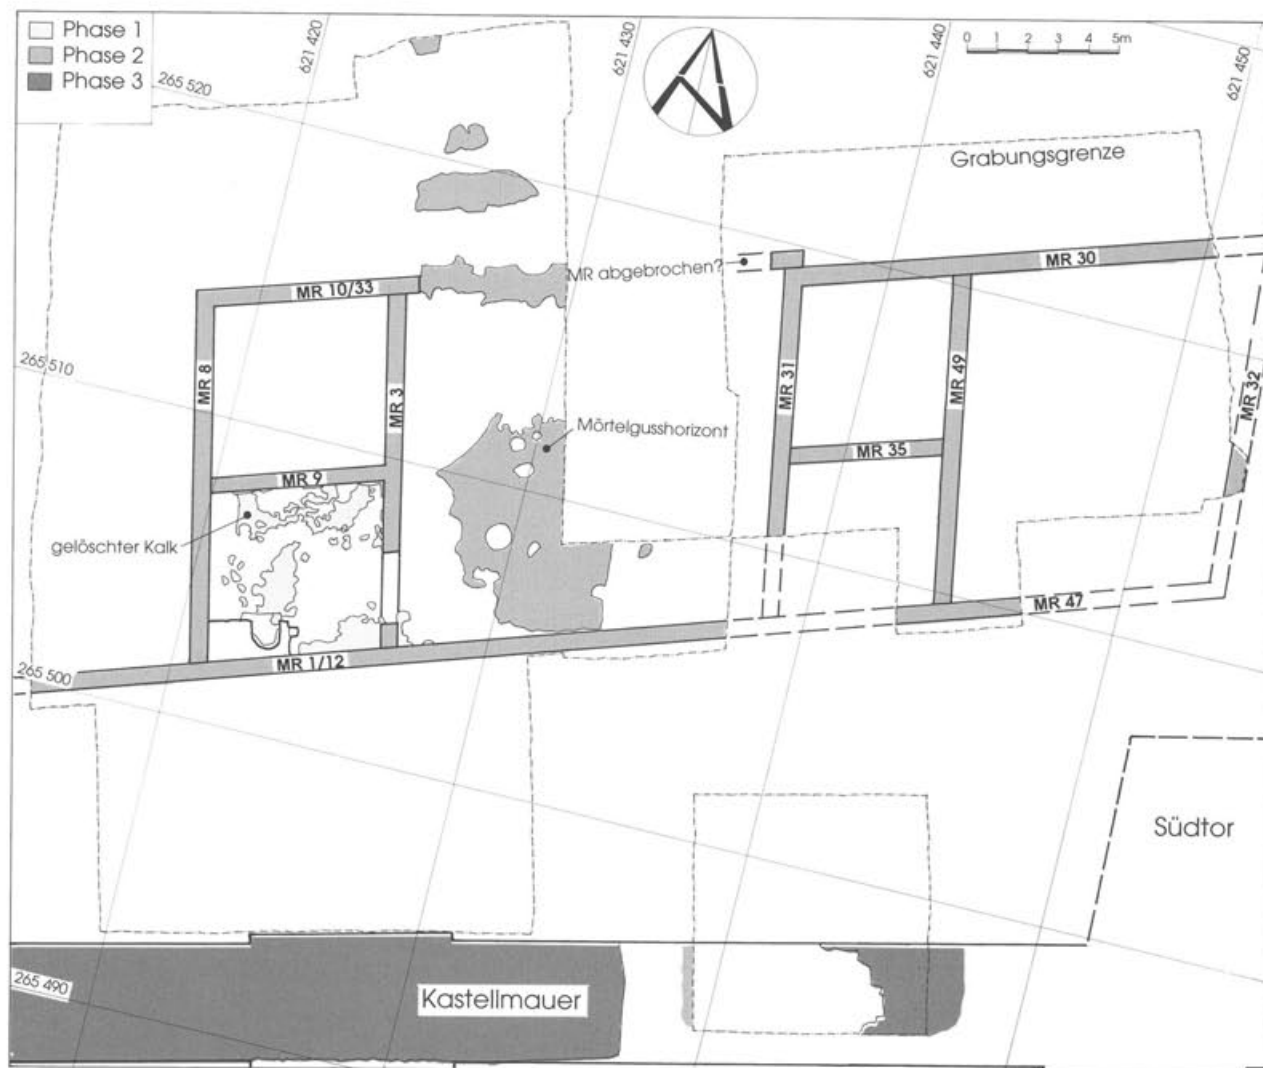 Phase 1
Phase 2
Phase 3
621 420
621 430
621 440
621 450
0 1 2 3 4 5m
265 520
Grabungsgrenze
MR abgebrochen?
MR 30
MR 10/33
265 510
MR 8
MR 3
MR 31
MR 49
MR 32
Mörtelgusshorizont
MR 35
MR 9
gelöschter Kalk
MR 47
MR 1/12
265 500
Südtor
265 490
Kastellmauer